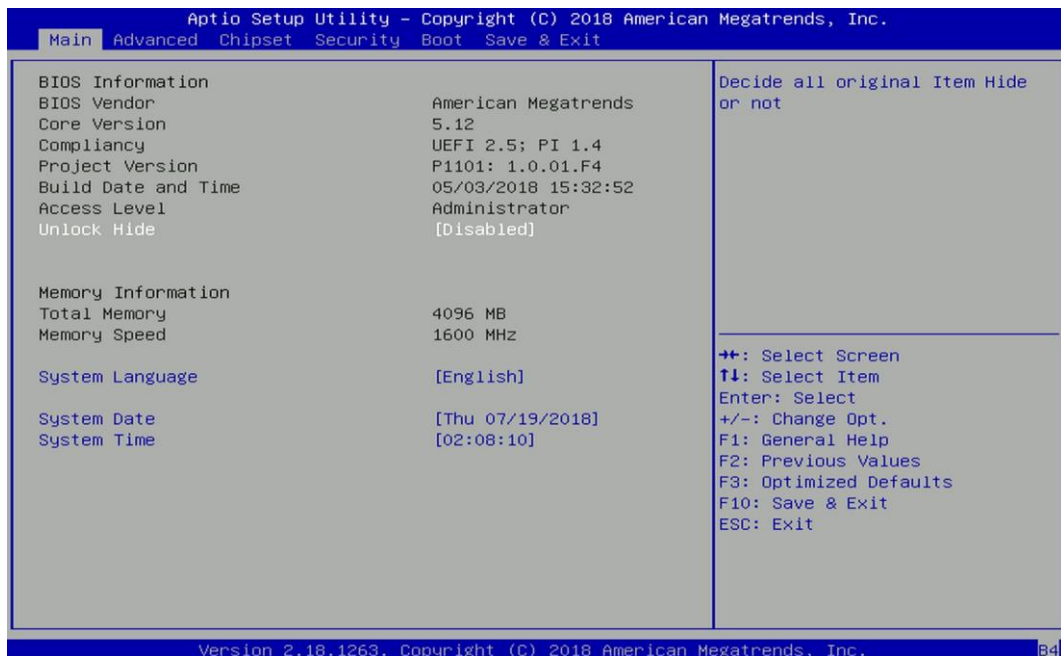 Aptio Setup Utility – Copyright (C) 2018 American Megatrends, Inc.
Main Advanced Chipset Security Boot Save & Exit
BIOS Information
BIOS Vendor American Megatrends
Core Version 5.12
Compliancy UEFI 2.5; PI 1.4
Project Version P1101: 1.0.01.F4
Build Date and Time 05/03/2018 15:32:52
Access Level Administrator
Unlock Hide [Disabled]
Memory Information
Total Memory 4096 MB
Memory Speed 1600 MHz
System Language [English]
System Date [Thu 07/19/2018]
System Time [02:08:10]
Decide all original Item Hide
or not
→←: Select Screen
↑↓: Select Item
Enter: Select
+/-: Change Opt.
F1: General Help
F2: Previous Values
F3: Optimized Defaults
F10: Save & Exit
ESC: Exit
Version 2.18.1263. Copyright (C) 2018 American Megatrends, Inc.
B4